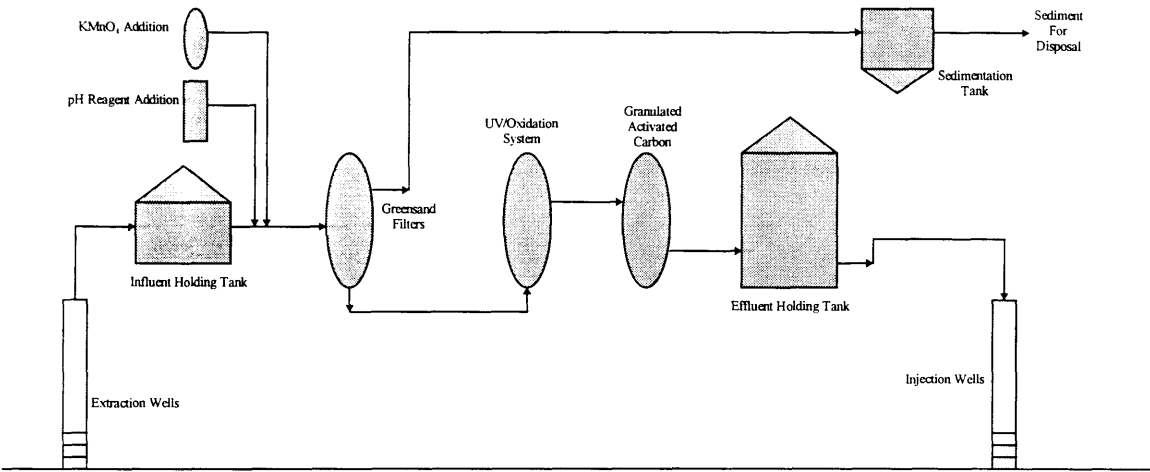 KMnO₄ Addition
pH Reagent Addition
Influent Holding Tank
Extraction Wells
Greensand
Filters
UV/Oxidation
System
Granulated
Activated
Carbon
Effluent Holding Tank
Sedimentation
Tank
Sediment
For
Disposal
Injection Wells